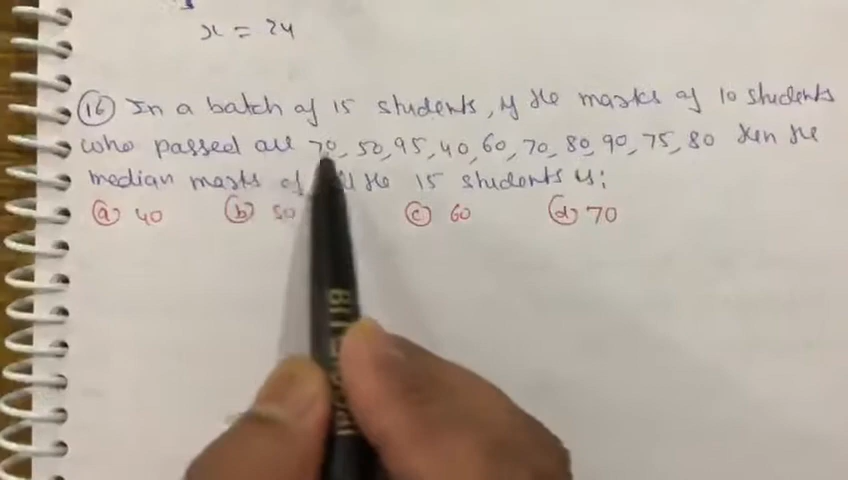 x = 24
(16) In a batch of 15 students, if the marks of 10 students
who passed are 70, 50, 95, 40, 60, 70, 80, 90, 75, 80 then the
median marks of all the 15 students is:
(a) 40 (b) 50 (c) 60 (d) 70